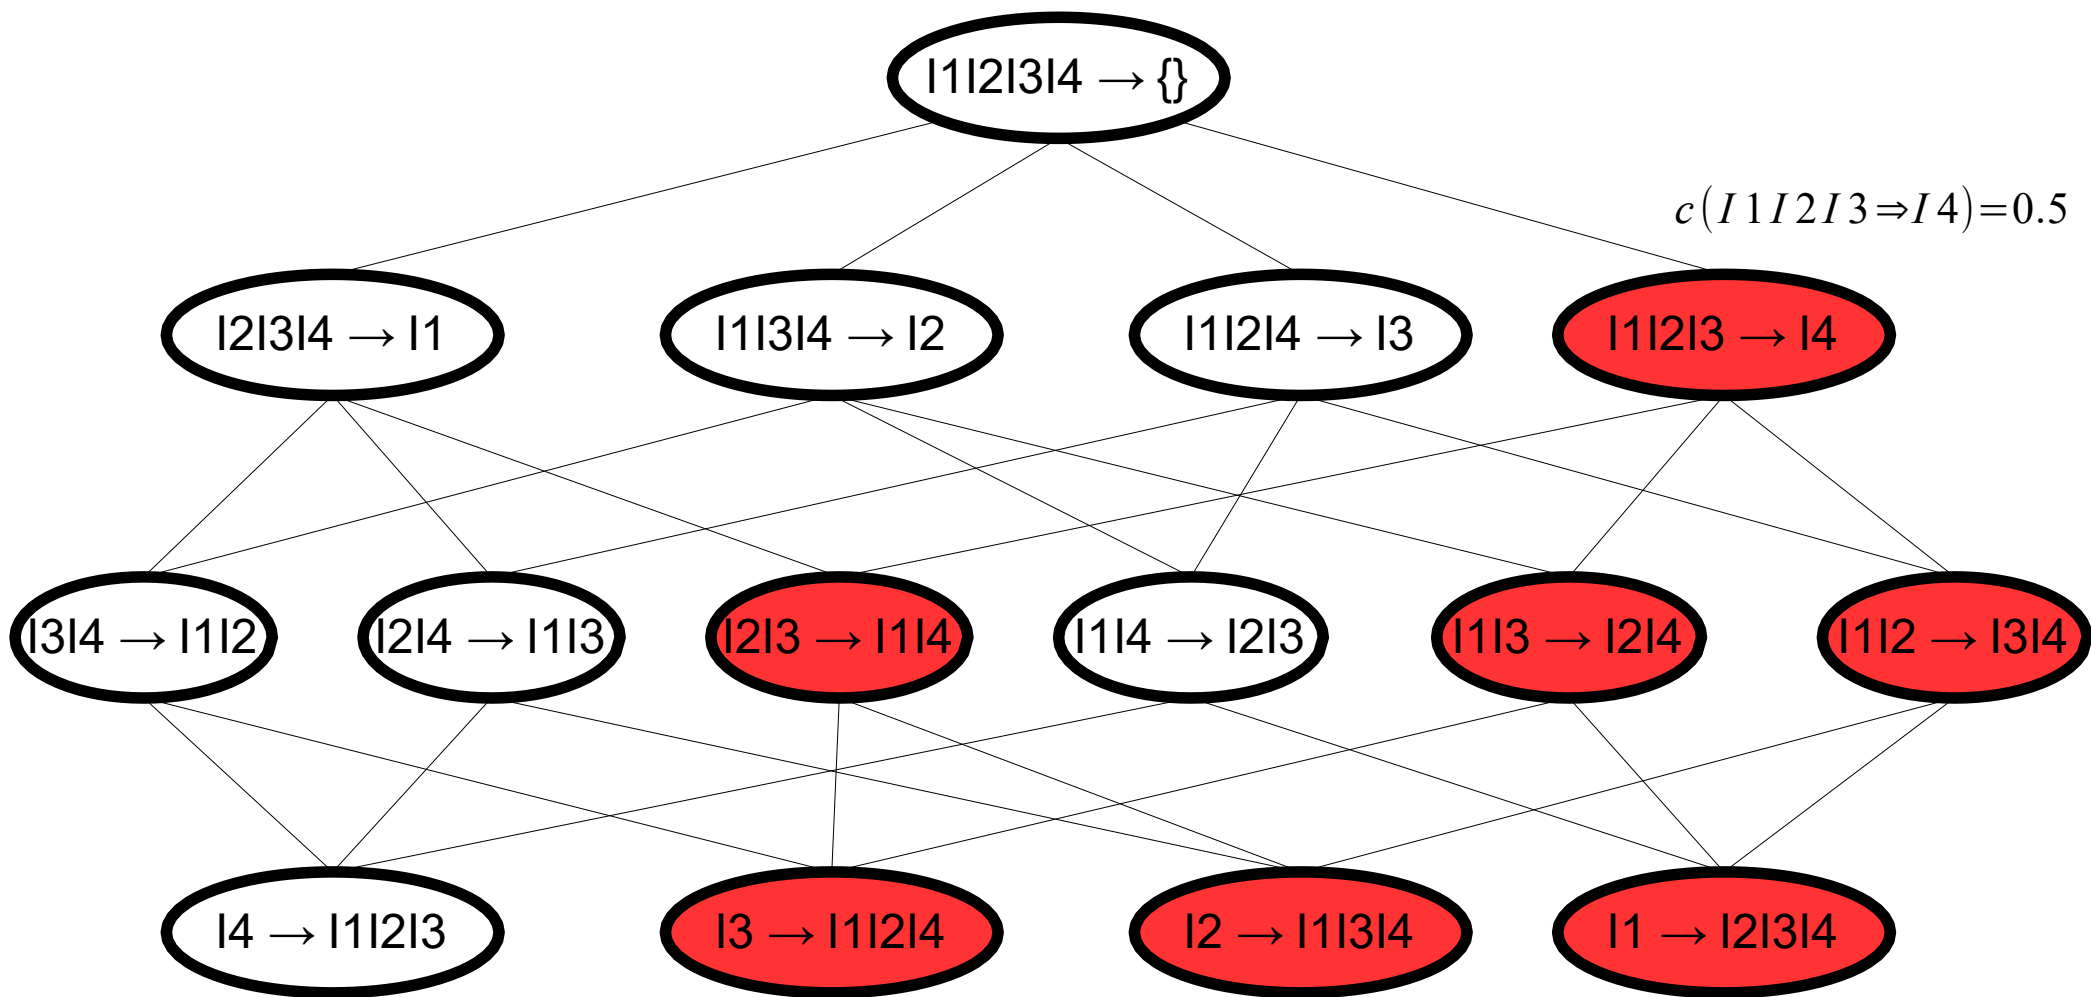 I1I2I3I4 → {}
c(I1I2I3⇒I4)=0.5
I2I3I4 → I1
I1I3I4 → I2
I1I2I4 → I3
I1I2I3 → I4
I3I4 → I1I2
I2I4 → I1I3
I2I3 → I1I4
I1I4 → I2I3
I1I3 → I2I4
I1I2 → I3I4
I4 → I1I2I3
I3 → I1I2I4
I2 → I1I3I4
I1 → I2I3I4